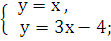 { y = x ,
y = 3x - 4;